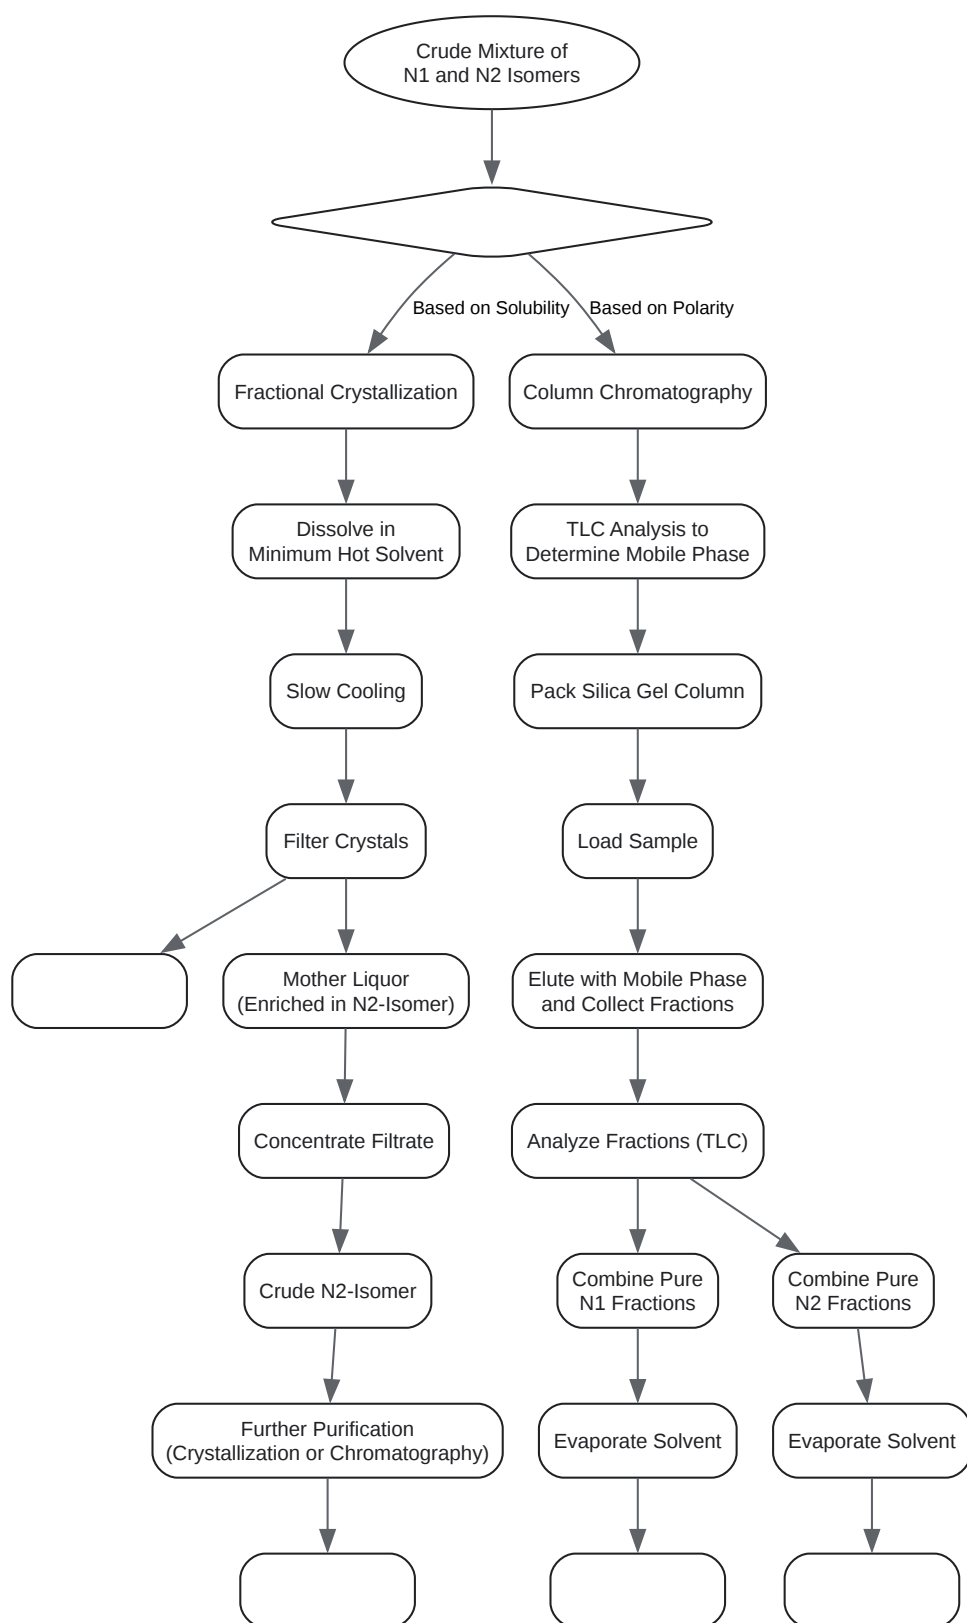 Crude Mixture of
N1 and N2 Isomers
Based on Solubility
Based on Polarity
Fractional Crystallization
Column Chromatography
Dissolve in
Minimum Hot Solvent
TLC Analysis to
Determine Mobile Phase
Slow Cooling
Pack Silica Gel Column
Filter Crystals
Load Sample
Mother Liquor
(Enriched in N2-Isomer)
Elute with Mobile Phase
and Collect Fractions
Concentrate Filtrate
Analyze Fractions (TLC)
Crude N2-Isomer
Combine Pure
N1 Fractions
Combine Pure
N2 Fractions
Further Purification
(Crystallization or Chromatography)
Evaporate Solvent
Evaporate Solvent